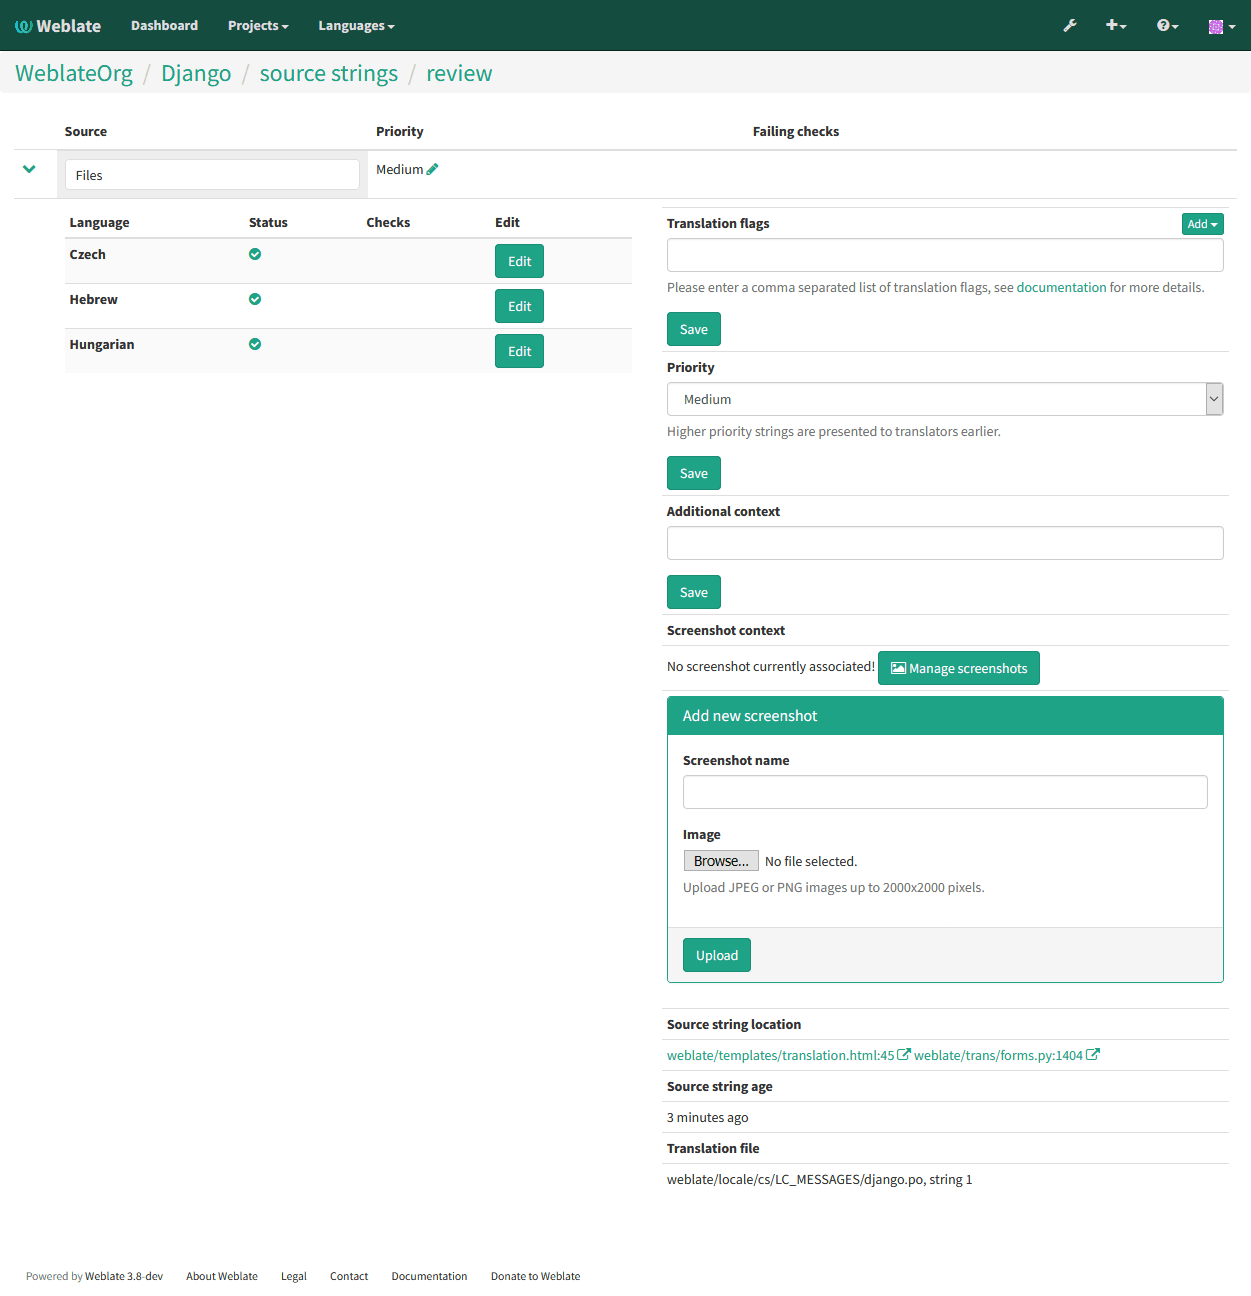 Weblate Dashboard Projects Languages
WeblateOrg / Django / source strings / review
Source Priority Failing checks
Files Medium
Language Status Checks Edit
Czech Edit
Hebrew Edit
Hungarian Edit
Translation flags Add
Please enter a comma separated list of translation flags, see documentation for more details.
Save
Priority
Medium
Higher priority strings are presented to translators earlier.
Save
Additional context
Save
Screenshot context
No screenshot currently associated! Manage screenshots
Add new screenshot
Screenshot name
Image
Browse... No file selected.
Upload JPEG or PNG images up to 2000x2000 pixels.
Upload
Source string location
weblate/templates/translation.html:45 weblate/trans/forms.py:1404
Source string age
3 minutes ago
Translation file
weblate/locale/cs/LC_MESSAGES/django.po, string 1
Powered by Weblate 3.8-dev About Weblate Legal Contact Documentation Donate to Weblate